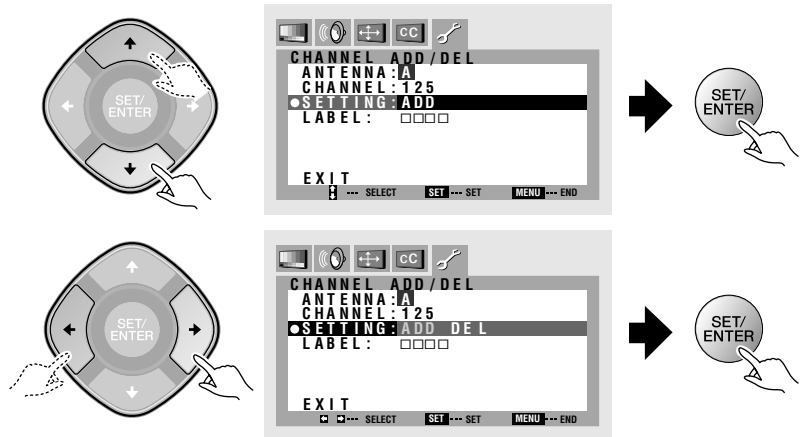 SET/
ENTER
CC
CHANNEL ADD/DEL
ANTENNA:A
CHANNEL:125
●SETTING:ADD
LABEL: □□□□
EXIT
--- SELECT SET --- SET MENU --- END
SET/
ENTER
SET/
ENTER
CC
CHANNEL ADD/DEL
ANTENNA:A
CHANNEL:125
●SETTING:ADD DEL
LABEL: □□□□
EXIT
--- SELECT SET --- SET MENU --- END
SET/
ENTER